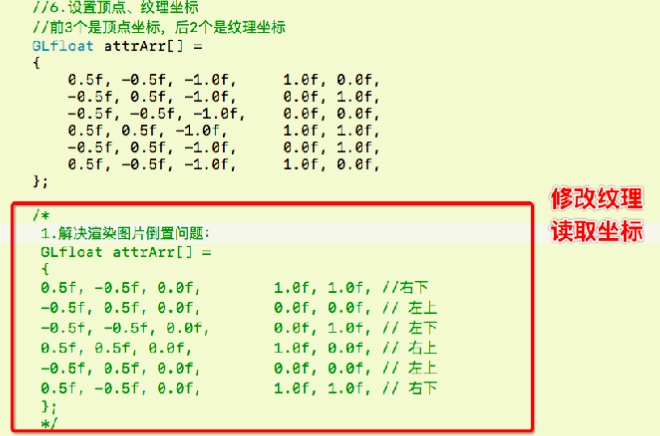 //6.设置顶点、纹理坐标
//前3个是顶点坐标，后2个是纹理坐标
GLfloat attrArr[] =
{
0.5f, -0.5f, -1.0f, 1.0f, 0.0f,
-0.5f, 0.5f, -1.0f, 0.0f, 1.0f,
-0.5f, -0.5f, -1.0f, 0.0f, 0.0f,
0.5f, 0.5f, -1.0f, 1.0f, 1.0f,
-0.5f, 0.5f, -1.0f, 0.0f, 1.0f,
0.5f, -0.5f, -1.0f, 1.0f, 0.0f,
};
/*
1.解决渲染图片倒置问题：
GLfloat attrArr[] =
{
0.5f, -0.5f, 0.0f, 1.0f, 1.0f, //右下
-0.5f, 0.5f, 0.0f, 0.0f, 0.0f, // 左上
-0.5f, -0.5f, 0.0f, 0.0f, 1.0f, // 左下
0.5f, 0.5f, 0.0f, 1.0f, 0.0f, // 右上
-0.5f, 0.5f, 0.0f, 0.0f, 0.0f, // 左上
0.5f, -0.5f, 0.0f, 1.0f, 1.0f, // 右下
};
*/
修改纹理
读取坐标